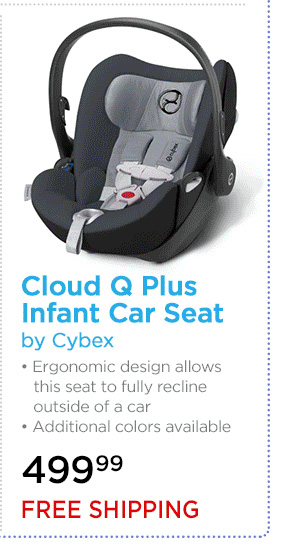 cybex
Cloud Q Plus
Infant Car Seat
by Cybex
• Ergonomic design allows
this seat to fully recline
outside of a car
• Additional colors available
499⁹⁹
FREE SHIPPING